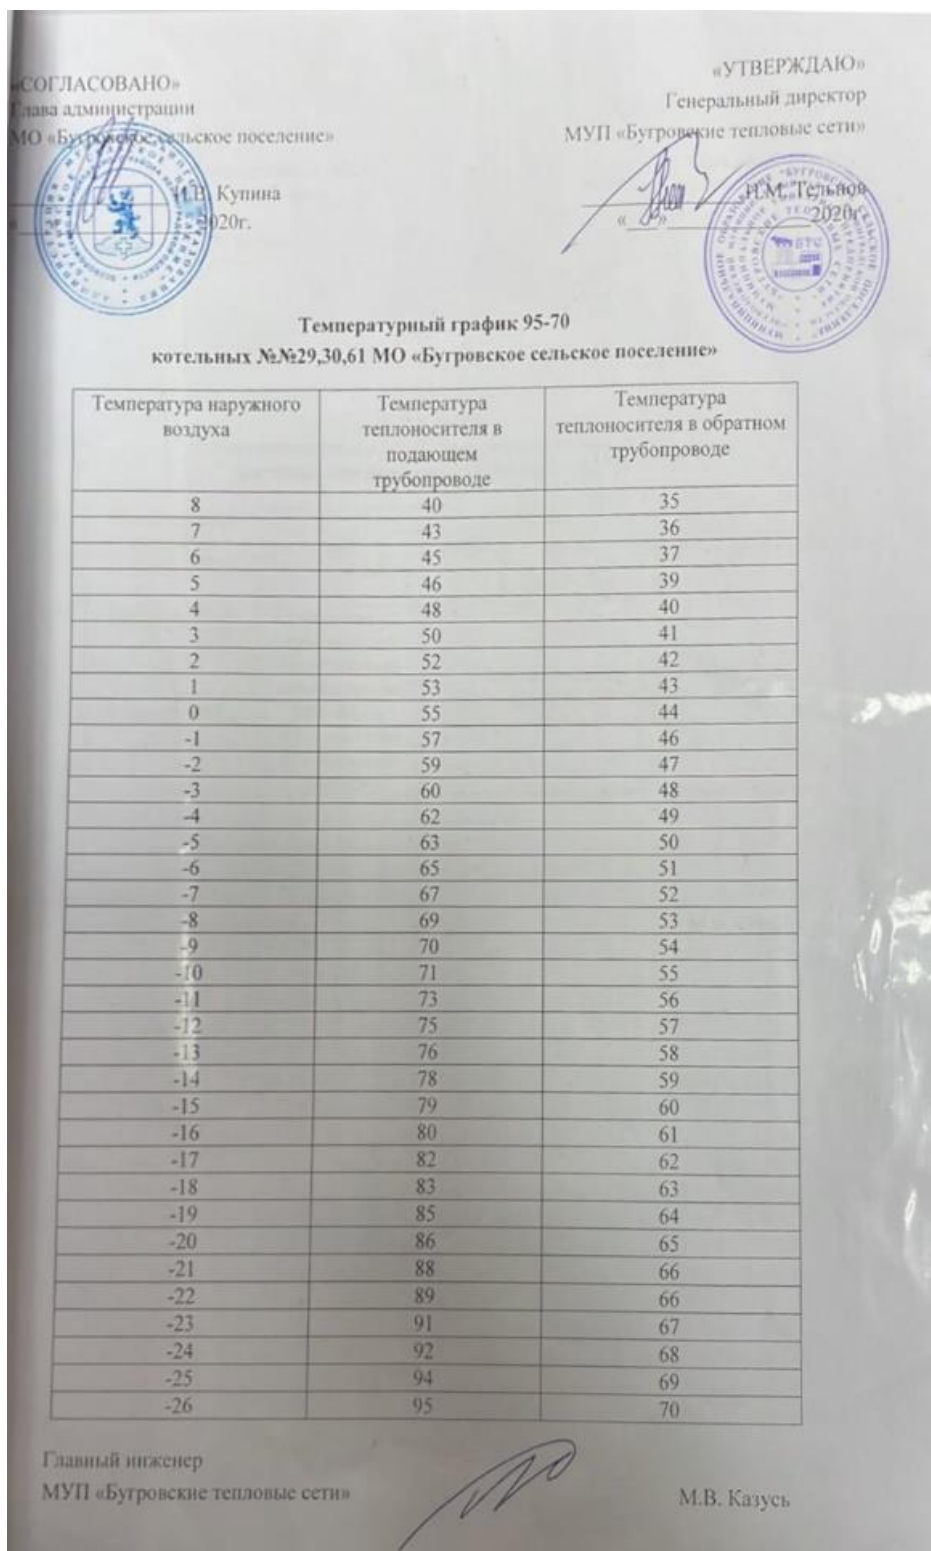 «СОГЛАСОВАНО»
Глава администрации
МО «Бугровское сельское поселение»
И.В. Купина
2020г.
«УТВЕРЖДАЮ»
Генеральный директор
МУП «Бугровские тепловые сети»
Н.М. Тельнов
« » 2020г.
Температурный график 95-70
котельных №№29,30,61 МО «Бугровское сельское поселение»
Температура наружного
воздуха
Температура
теплоносителя в
подающем
трубопроводе
Температура
теплоносителя в обратном
трубопроводе
8 40 35
7 43 36
6 45 37
5 46 39
4 48 40
3 50 41
2 52 42
1 53 43
0 55 44
-1 57 46
-2 59 47
-3 60 48
-4 62 49
-5 63 50
-6 65 51
-7 67 52
-8 69 53
-9 70 54
-10 71 55
-11 73 56
-12 75 57
-13 76 58
-14 78 59
-15 79 60
-16 80 61
-17 82 62
-18 83 63
-19 85 64
-20 86 65
-21 88 66
-22 89 66
-23 91 67
-24 92 68
-25 94 69
-26 95 70
Главный инженер
МУП «Бугровские тепловые сети»
М.В. Казусь